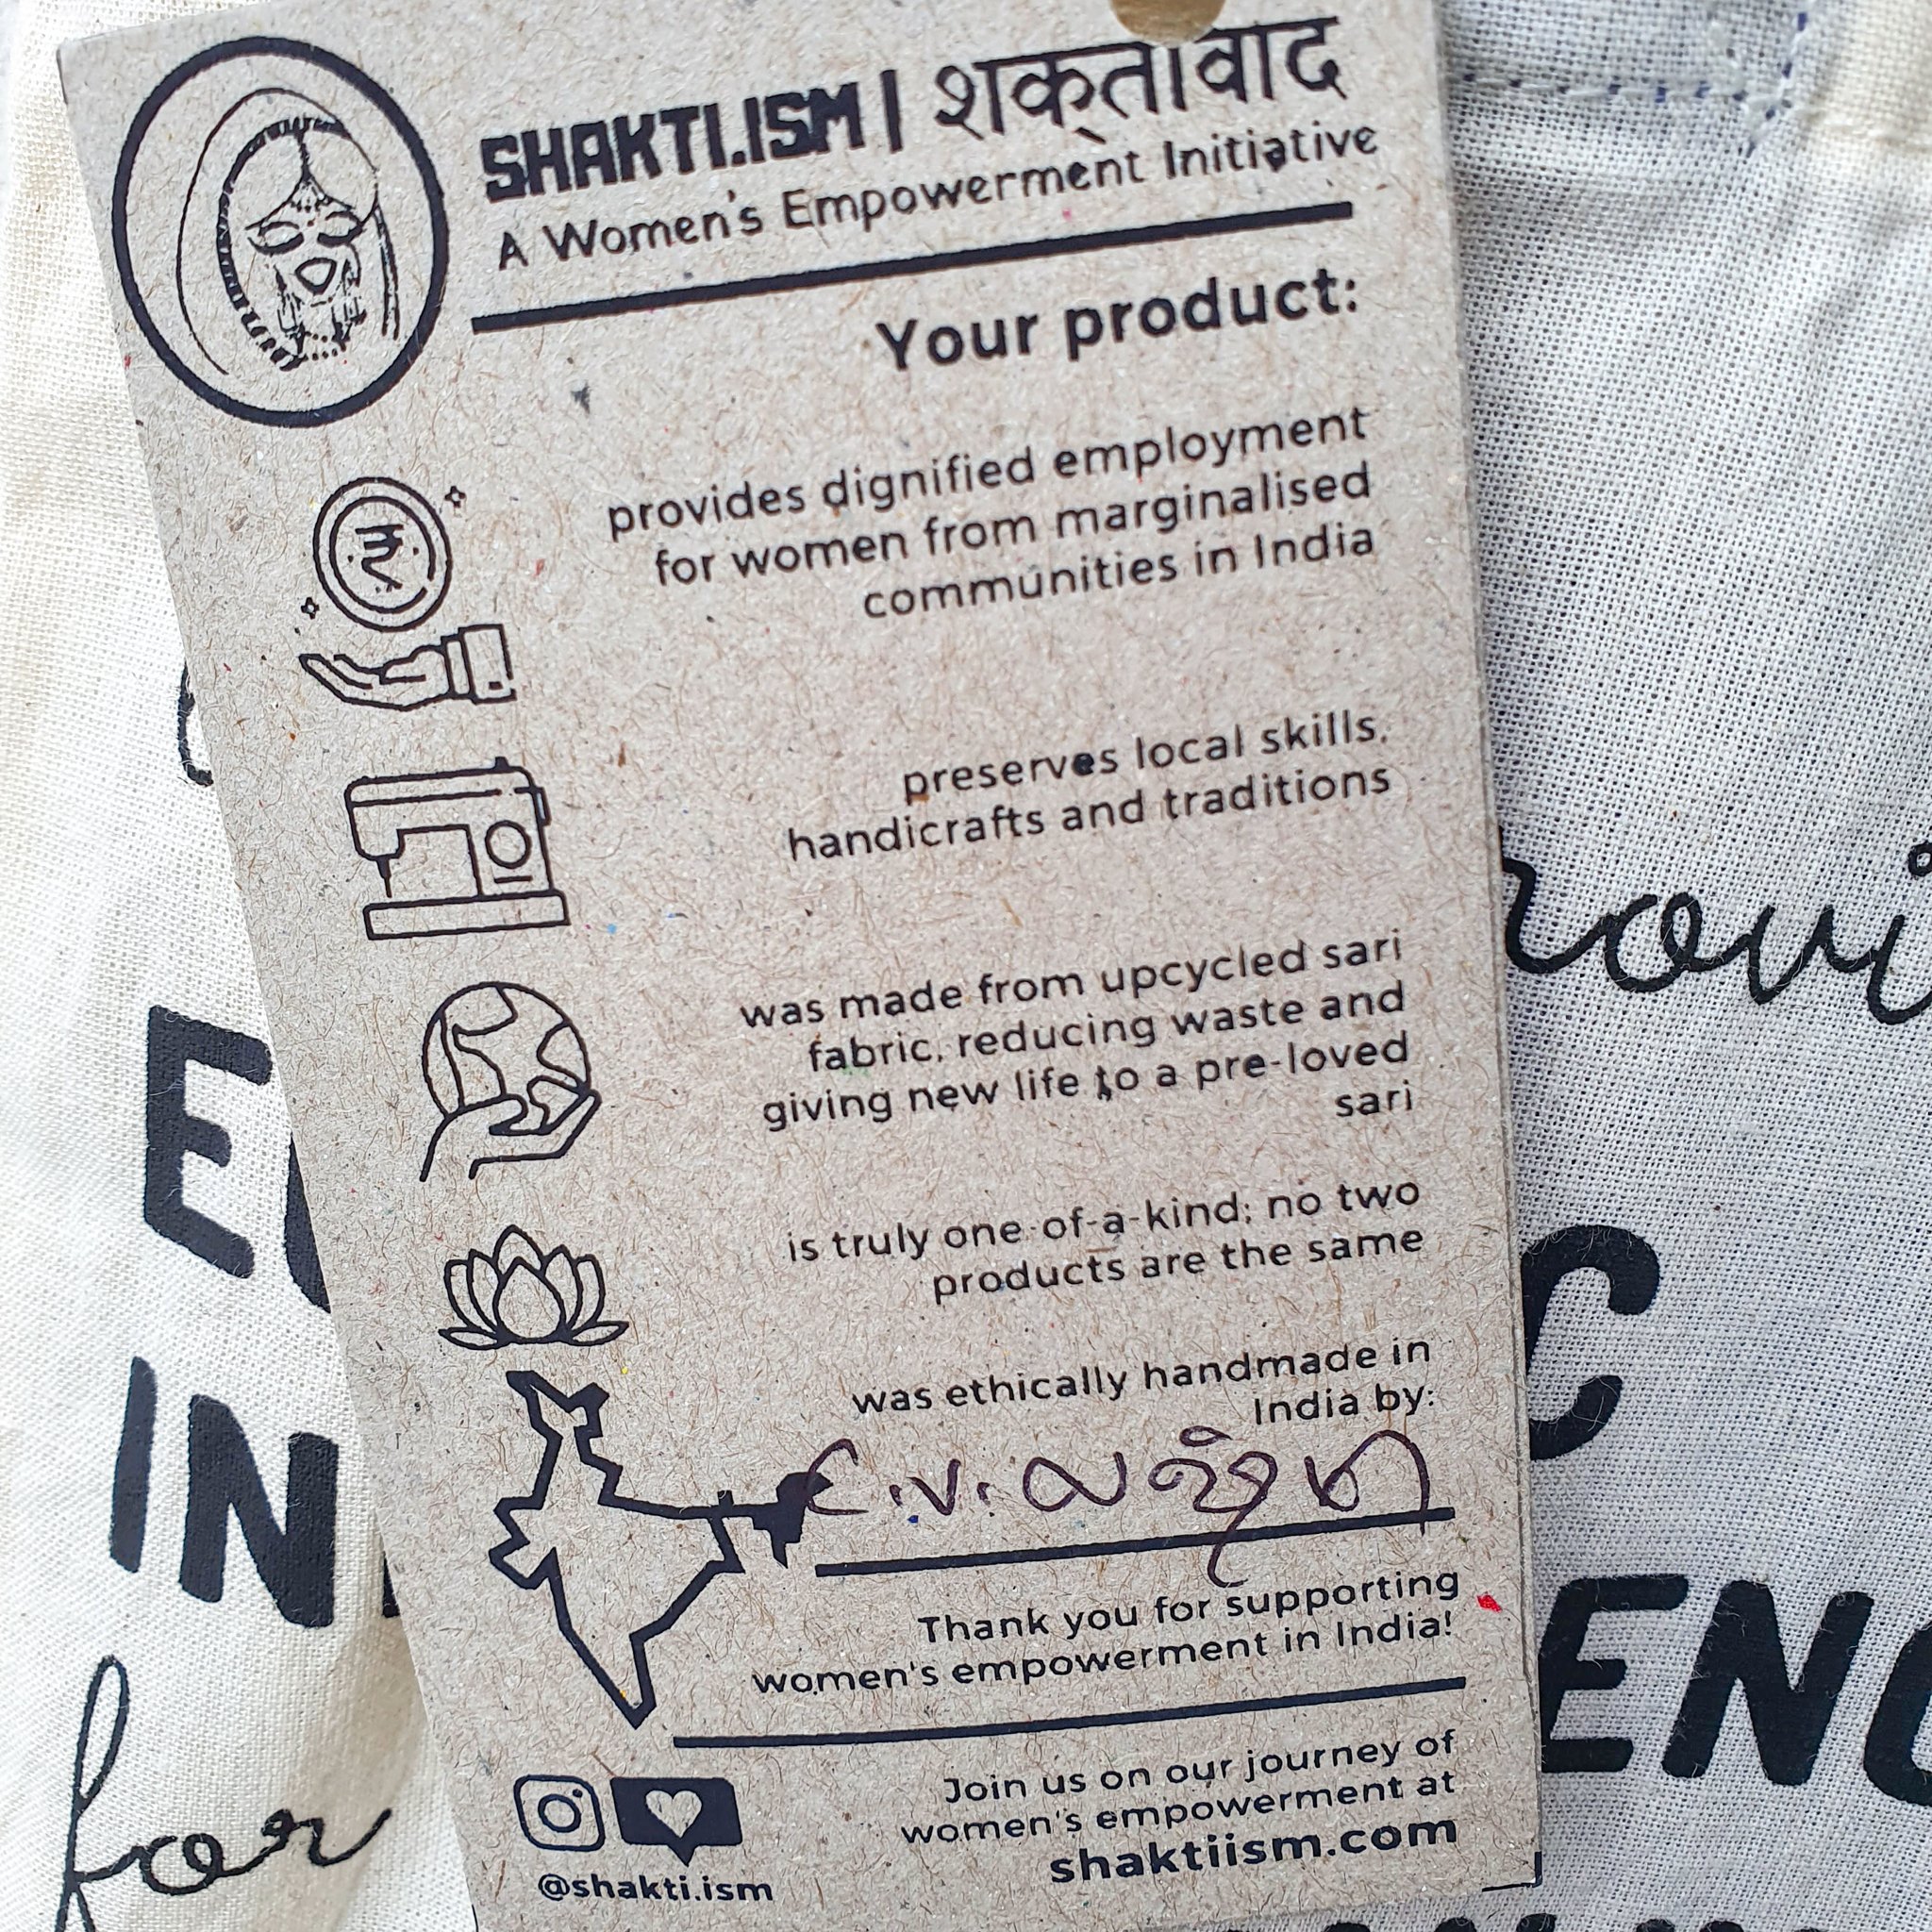 SHAKTI.ISM | शक्‌तावाद
A Women's Empowerment Initiative
Your product:
₹
provides dignified employment
for women from marginalised
communities in India
preserves local skills,
handicrafts and traditions
was made from upcycled sari
fabric, reducing waste and
giving new life to a pre-loved
sari
is truly one-of-a-kind; no two
products are the same
was ethically handmade in
India by:
Thank you for supporting
women's empowerment in India!
Join us on our journey of
women's empowerment at
shaktiism.com
@shakti.ism
for